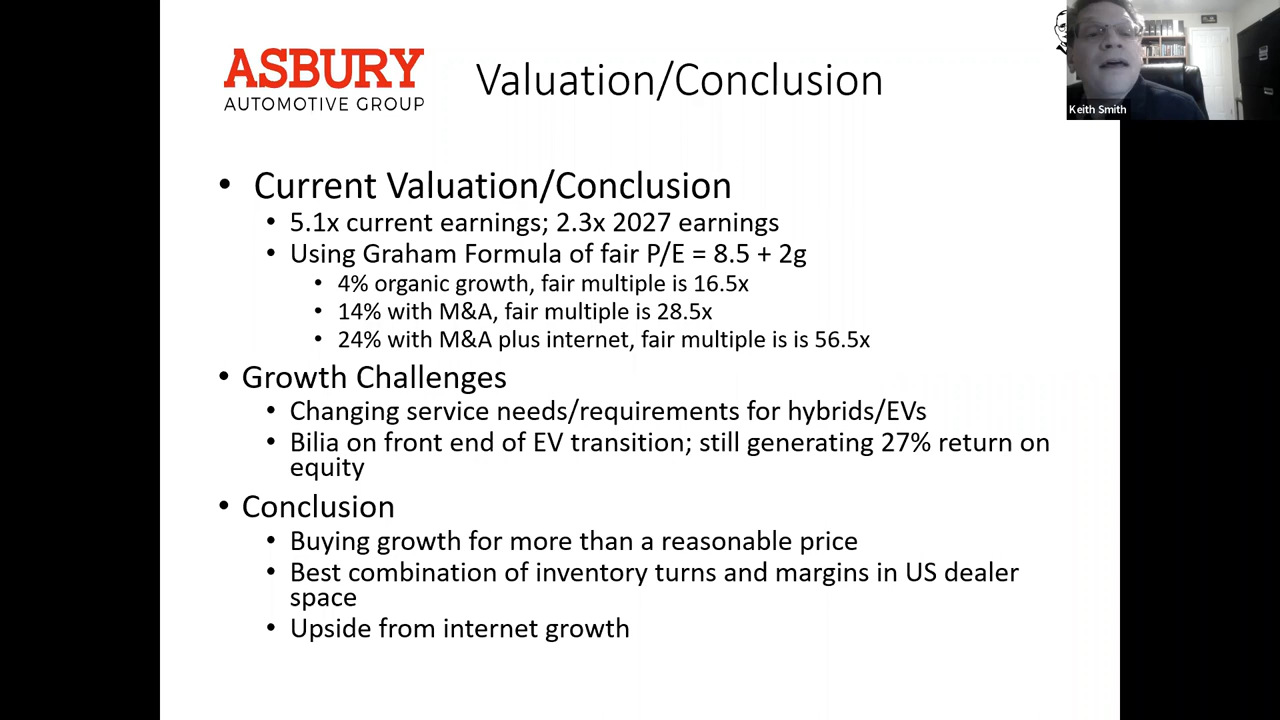 ASBURY
AUTOMOTIVE GROUP
Valuation/Conclusion
Keith Smith
• Current Valuation/Conclusion
• 5.1x current earnings; 2.3x 2027 earnings
• Using Graham Formula of fair P/E = 8.5 + 2g
• 4% organic growth, fair multiple is 16.5x
• 14% with M&A, fair multiple is 28.5x
• 24% with M&A plus internet, fair multiple is is 56.5x
• Growth Challenges
• Changing service needs/requirements for hybrids/EVs
• Bilia on front end of EV transition; still generating 27% return on
equity
• Conclusion
• Buying growth for more than a reasonable price
• Best combination of inventory turns and margins in US dealer
space
• Upside from internet growth